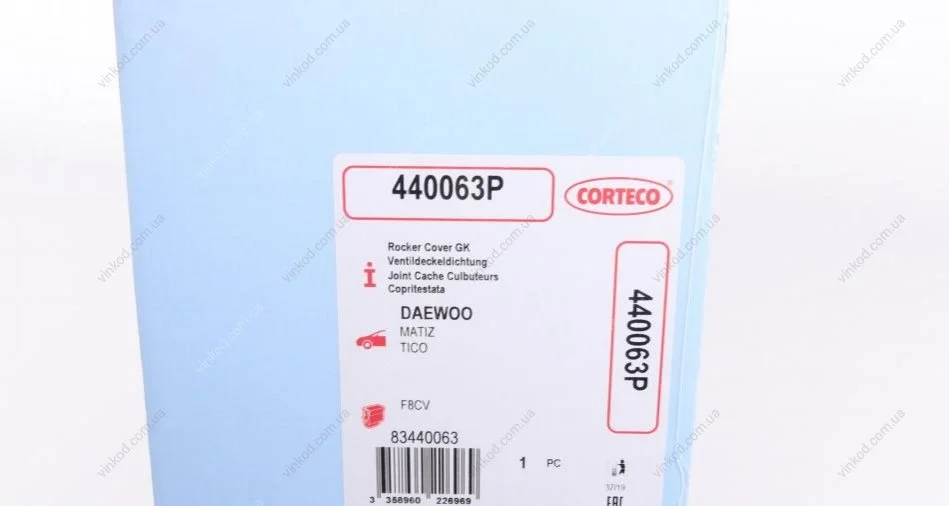 440063P
CORTECO
Rocker Cover GK
Ventildeckeldichtung
Joint Cache Culbuteurs
Copritestata
DAEWOO
MATIZ
TICO
440063P
F8CV
83440063
1 PC
37/19
3 358960 226969
EAC
vinkod.com.ua